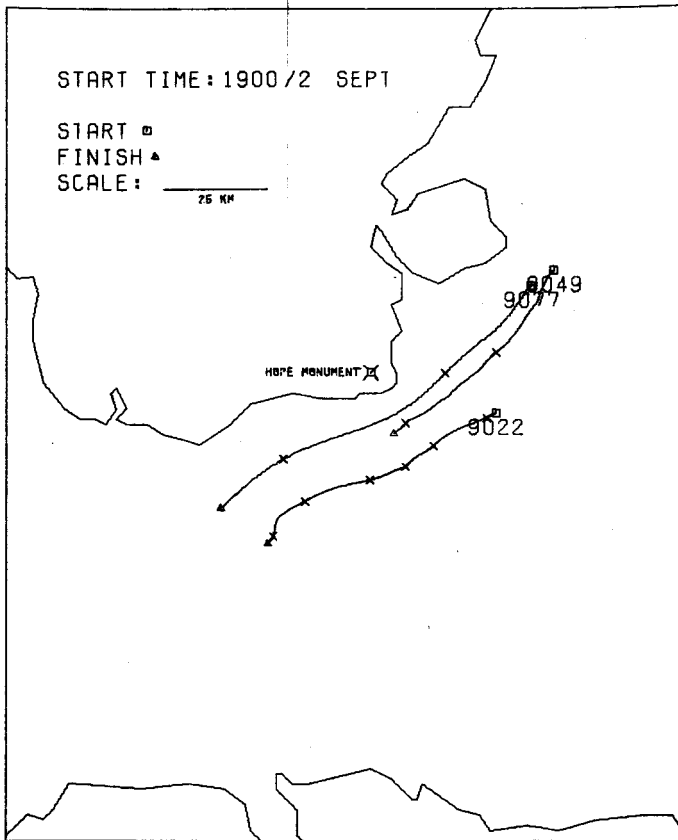 START TIME: 1900/2 SEPT
START
FINISH
SCALE:
25 KM
9049
9077
HOPE MONUMENT
9022